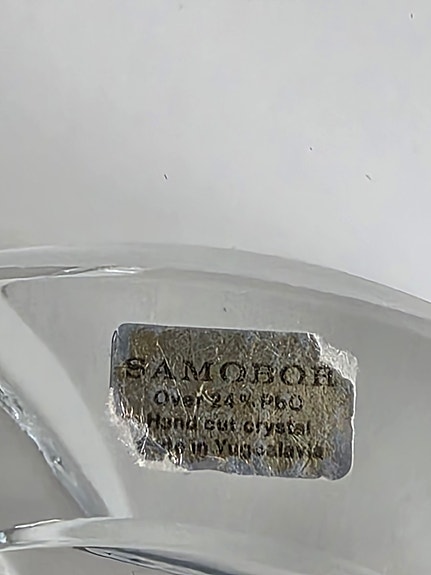 SAMOBOR
Over 24% PbO
Hand cut crystal
in Yugoslavia